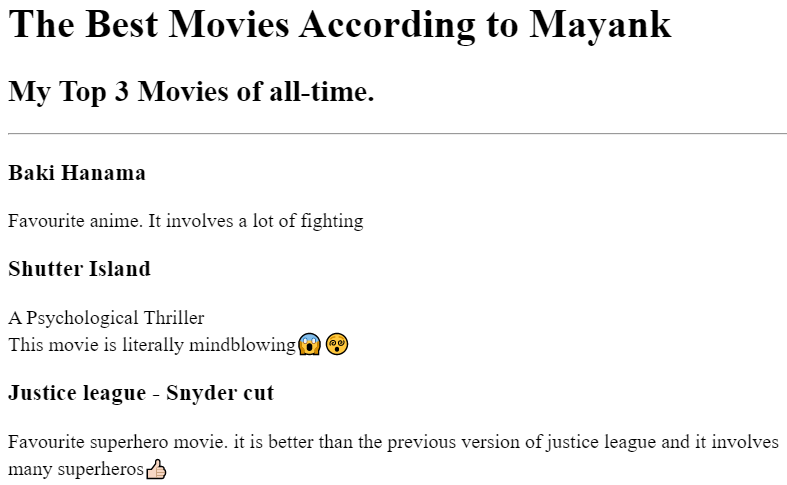 The Best Movies According to Mayank
My Top 3 Movies of all-time.
Baki Hanama
Favourite anime. It involves a lot of fighting
Shutter Island
A Psychological Thriller
This movie is literally mindblowing😱😵‍💫
Justice league - Snyder cut
Favourite superhero movie. it is better than the previous version of justice league and it involves
many superheros👍🏻